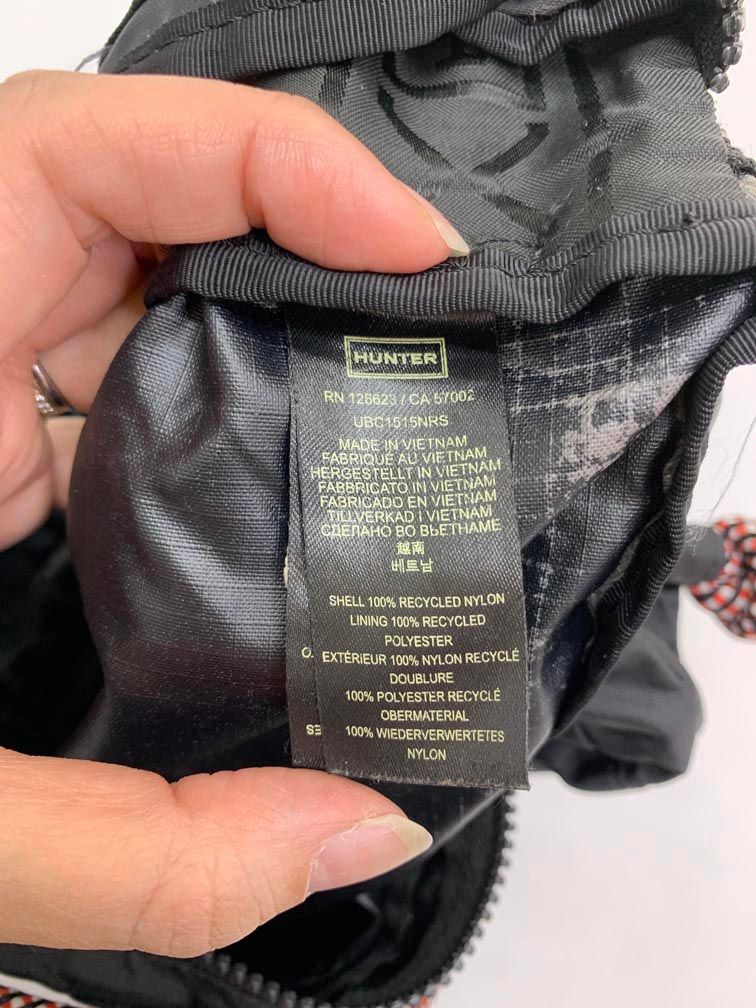 HUNTER
RN 126623 / CA 57002
UBC1515NRS
MADE IN VIETNAM
FABRIQUÉ AU VIETNAM
HERGESTELLT IN VIETNAM
FABBRICATO IN VIETNAM
FABRICADO EN VIETNAM
TILLVERKAD I VIETNAM
СДЕЛАНО ВО ВЬЕТНАМЕ
越南
베트남
SHELL 100% RECYCLED NYLON
LINING 100% RECYCLED
POLYESTER
EXTÉRIEUR 100% NYLON RECYCLÉ
DOUBLURE
100% POLYESTER RECYCLÉ
OBERMATERIAL
100% WIEDERVERWERTETES
NYLON